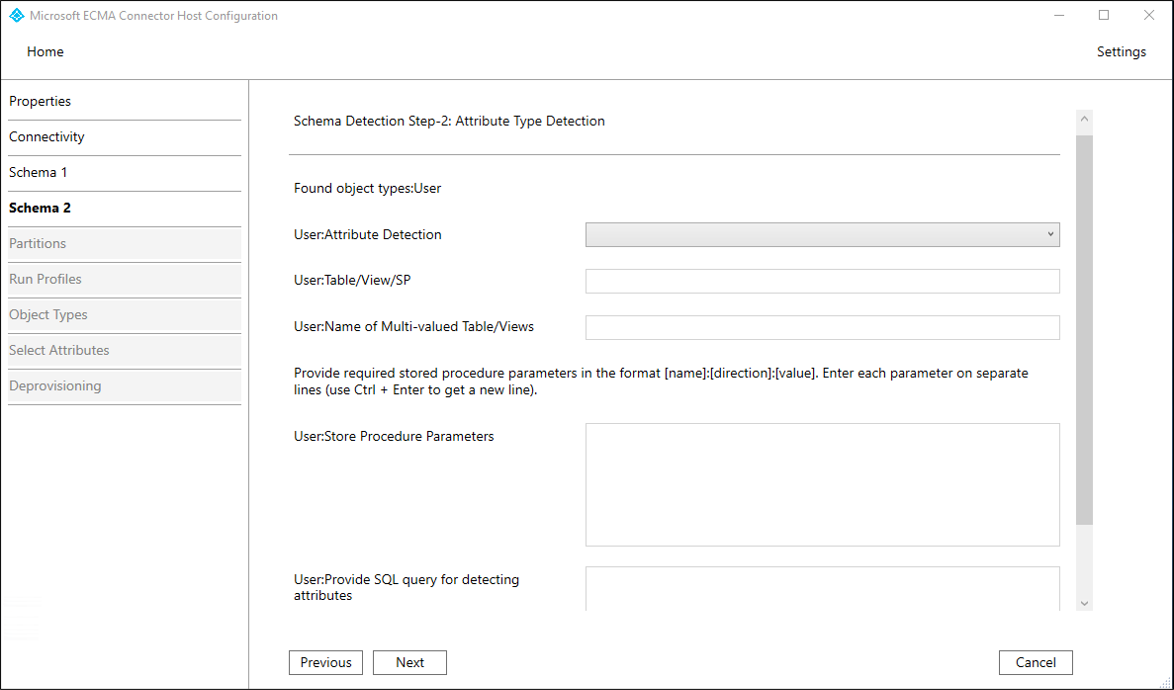 Microsoft ECMA Connector Host Configuration
Home
Settings
Properties
Connectivity
Schema 1
Schema 2
Partitions
Run Profiles
Object Types
Select Attributes
Deprovisioning
Schema Detection Step-2: Attribute Type Detection
Found object types:User
User:Attribute Detection
User:Table/View/SP
User:Name of Multi-valued Table/Views
Provide required stored procedure parameters in the format [name]:[direction]:[value]. Enter each parameter on separate
lines (use Ctrl + Enter to get a new line).
User:Store Procedure Parameters
User:Provide SQL query for detecting
attributes
Previous
Next
Cancel